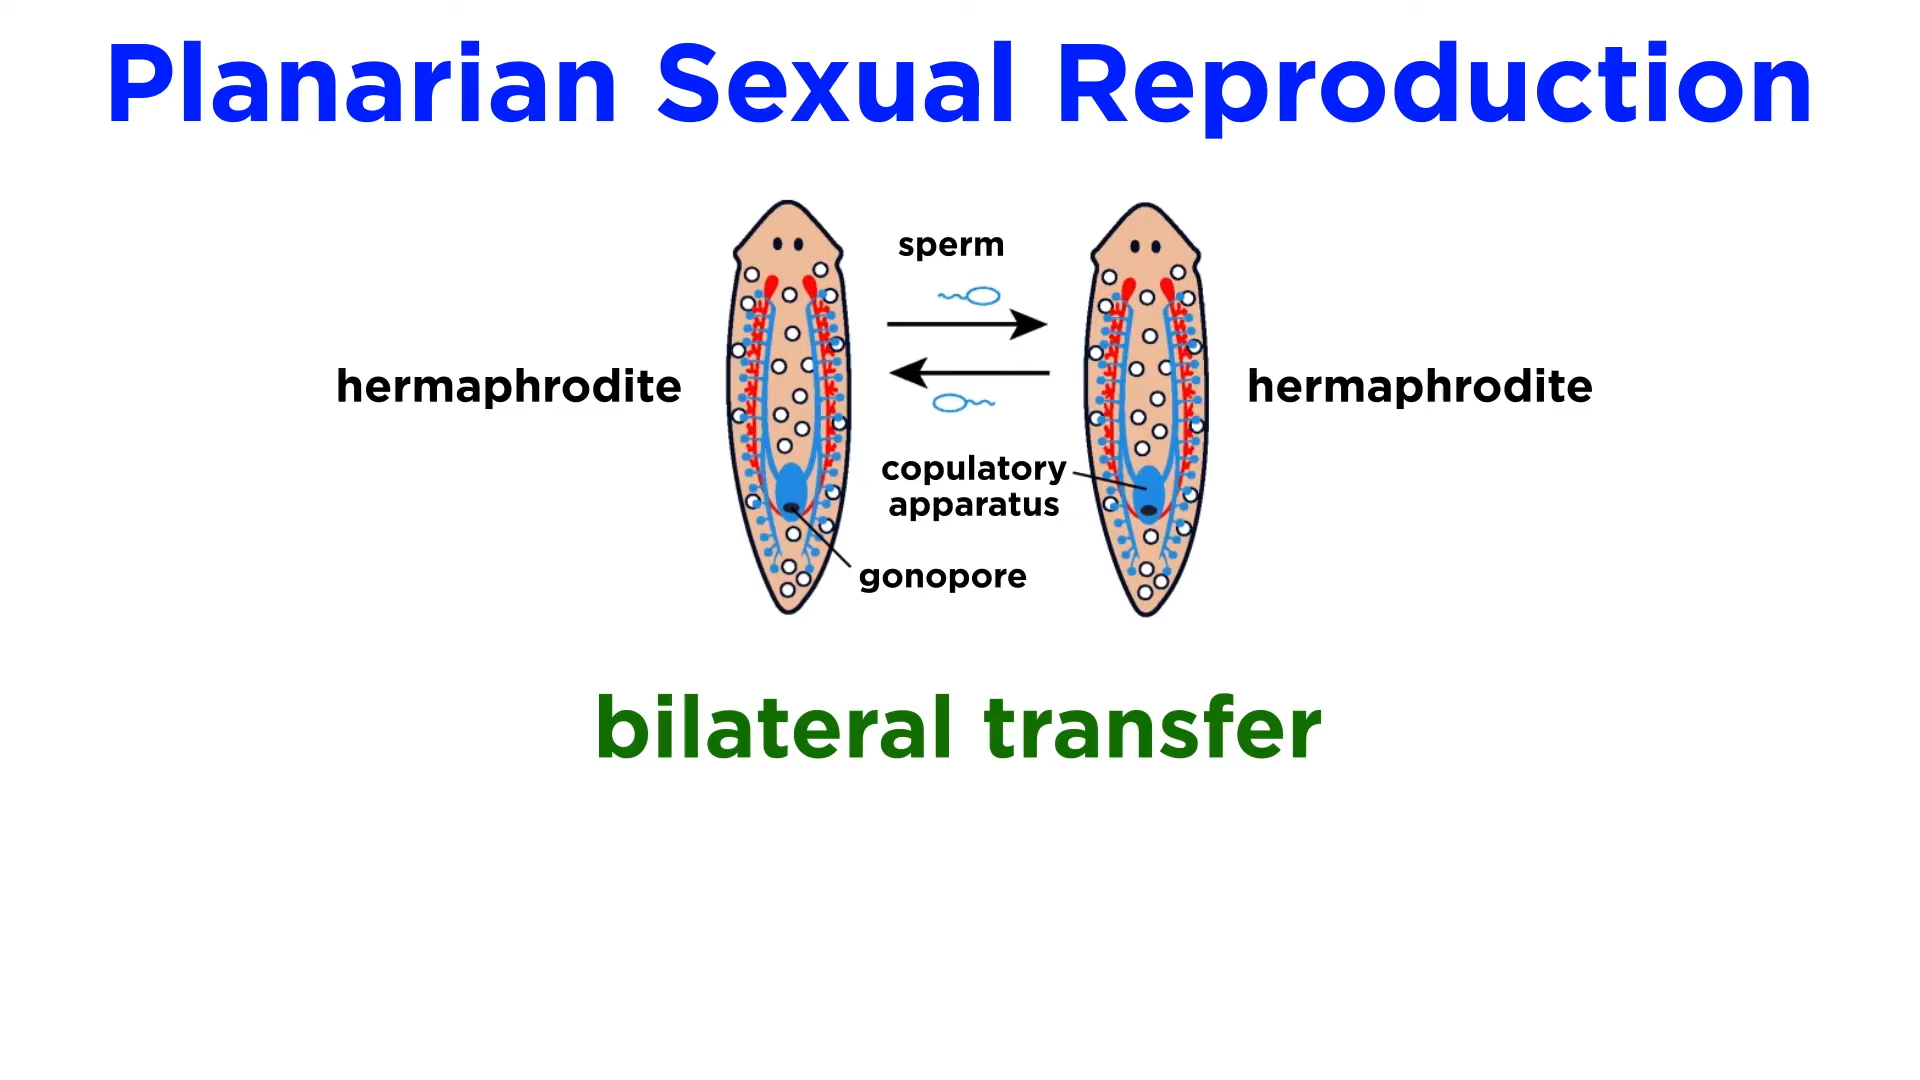 Planarian Sexual Reproduction
sperm
hermaphrodite
hermaphrodite
copulatory
apparatus
gonopore
bilateral transfer